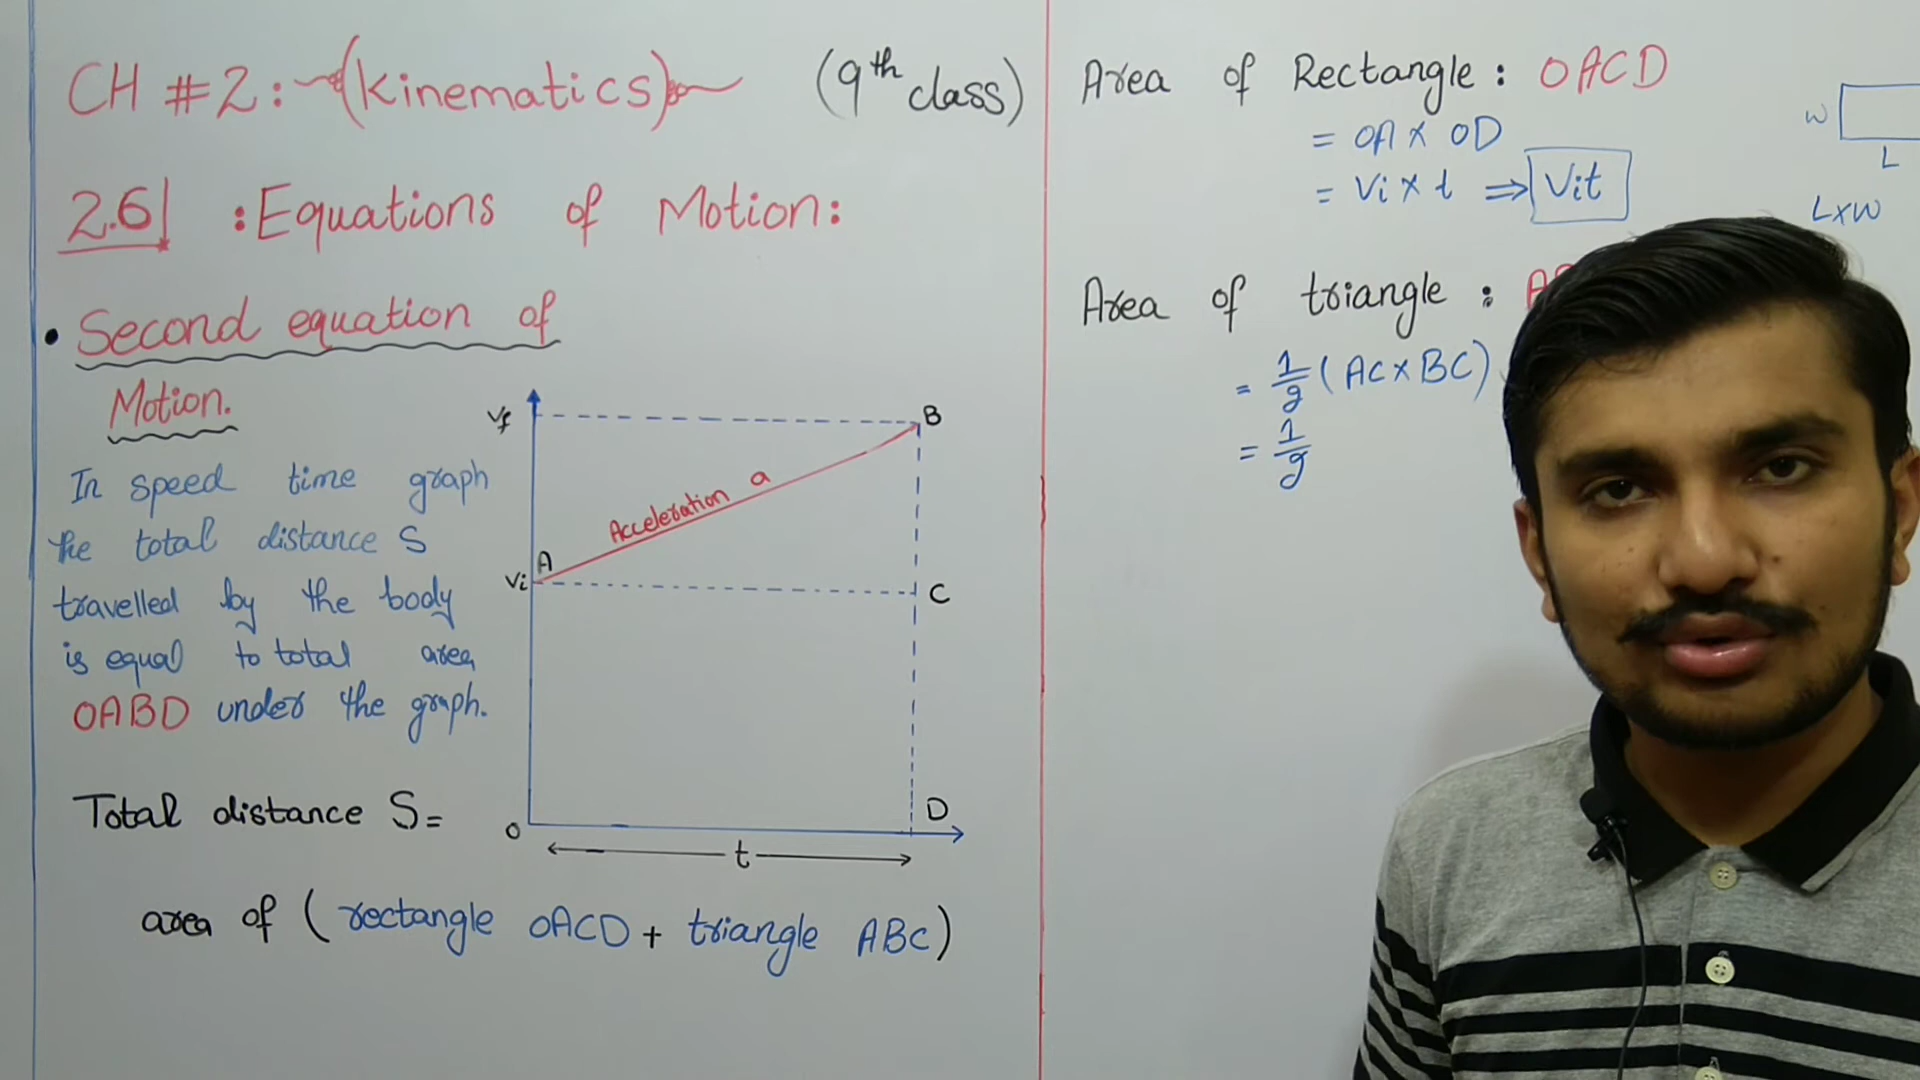 CH #2: (Kinematics) (9th class)
2.6 :Equations of Motion:
• Second equation of
Motion.
In speed time graph
the total distance S
travelled by the body
is equal to total area
OABD under the graph.
Total distance S=
area of ( rectangle OACD + triangle ABC)
Vf
B
Acceleration a
A
Vi
C
O
D
t
Area of Rectangle: OACD
= OA × OD
= Vi × t ⇒ Vit
W
L
L×W
Area of triangle :
= 1/2 (AC × BC)
= 1/2